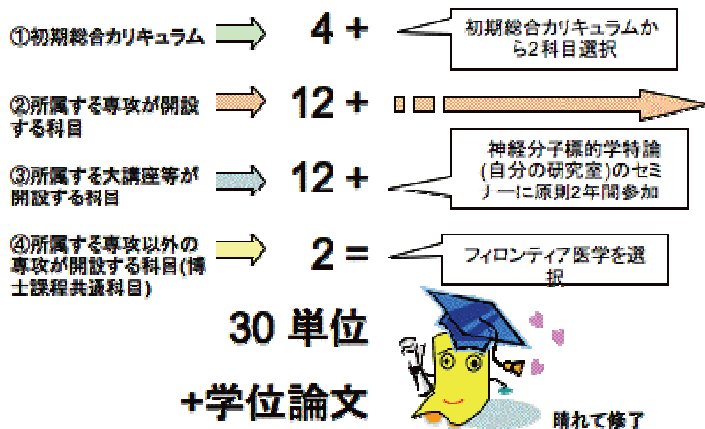 ①初期総合カリキュラム
4 +
初期総合カリキュラムか
ら2科目選択
②所属する専攻が開設
する科目
12 +
③所属する大講座等が
開設する科目
12 +
神経分子標的学特論
(自分の研究室)のセミ
ナーに原則2年間参加
④所属する専攻以外の
専攻が開設する科目(博
士課程共通科目)
2 =
フィロンティア医学を選
択
30 単位
+学位論文
晴れて修了